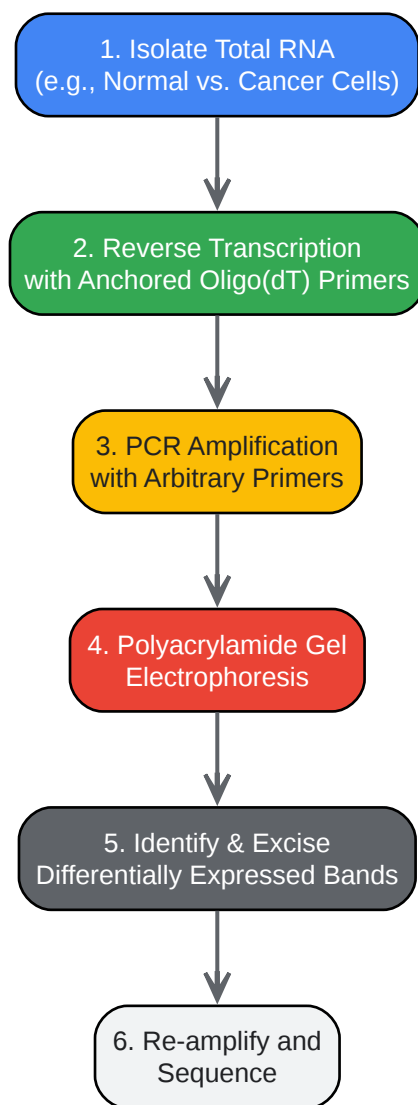 1. Isolate Total RNA
(e.g., Normal vs. Cancer Cells)
2. Reverse Transcription
with Anchored Oligo(dT) Primers
3. PCR Amplification
with Arbitrary Primers
4. Polyacrylamide Gel
Electrophoresis
5. Identify & Excise
Differentially Expressed Bands
6. Re-amplify and
Sequence